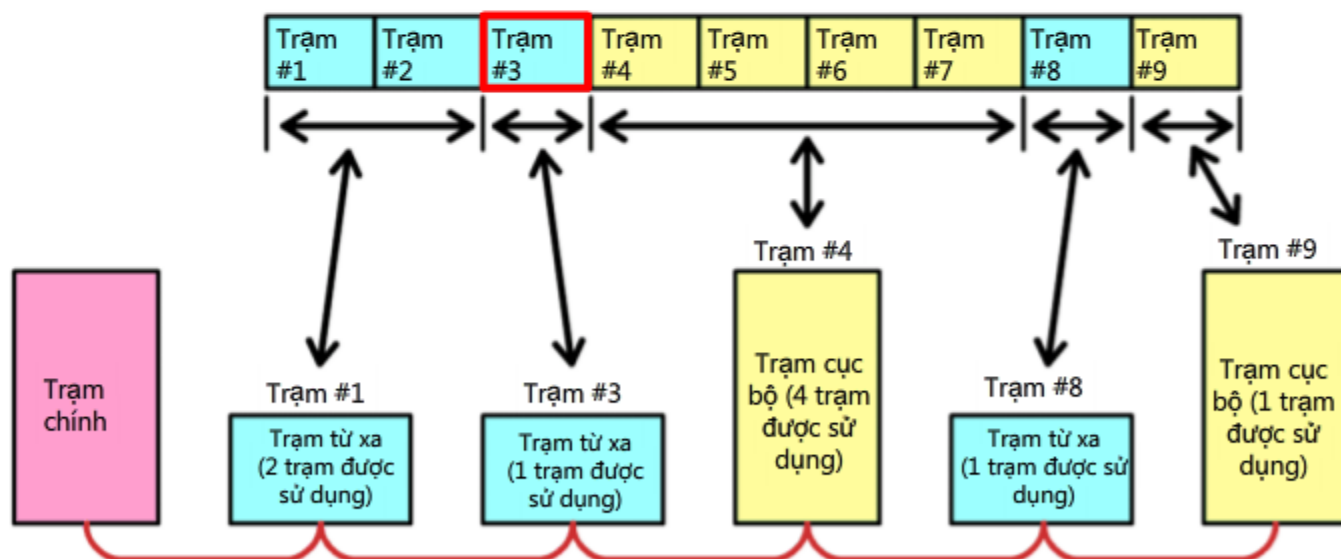 Trạm #1
Trạm #2
Trạm #3
Trạm #4
Trạm #5
Trạm #6
Trạm #7
Trạm #8
Trạm #9
Trạm
chính
Trạm #1
Trạm từ xa
(2 trạm được
sử dụng)
Trạm #3
Trạm từ xa
(1 trạm được
sử dụng)
Trạm #4
Trạm cục
bộ (4 trạm
được sử
dụng)
Trạm #8
Trạm từ xa
(1 trạm được sử
dụng)
Trạm #9
Trạm cục
bộ (1 trạm
được sử
dụng)